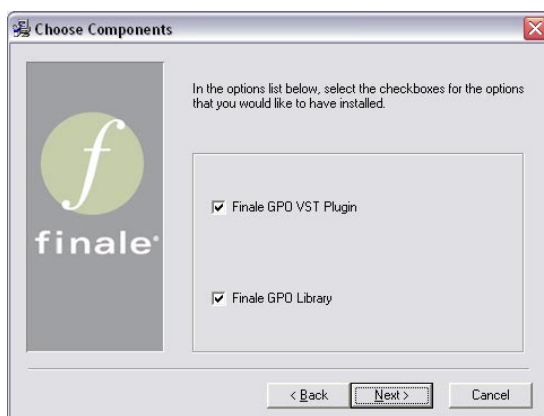 Choose Components
In the options list below, select the checkboxes for the options
that you would like to have installed.
f
finale®
Finale GPO VST Plugin
Finale GPO Library
< Back
Next >
Cancel